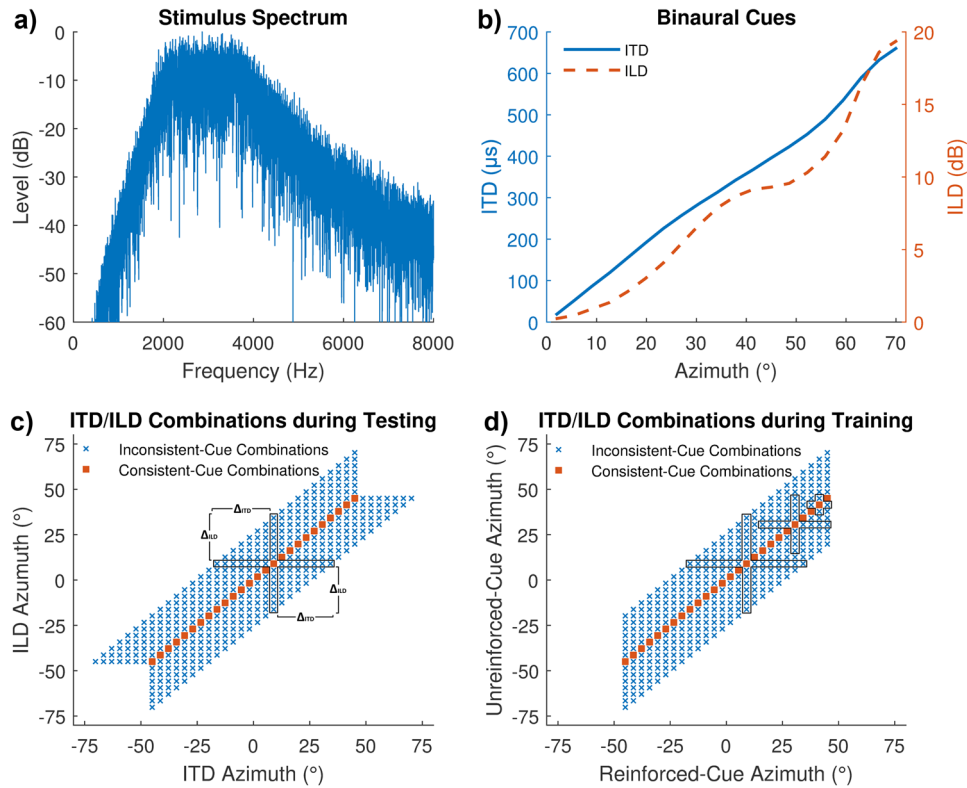 a) Stimulus Spectrum
0
-10
-20
-30
-40
-50
-60
Level (dB)
0 2000 4000 6000 8000
Frequency (Hz)
b) Binaural Cues
700
600
500
400
300
200
100
0
ITD (µs)
ITD
ILD
20
15
10
5
0
ILD (dB)
0 10 20 30 40 50 60 70
Azimuth (°)
c) ITD/ILD Combinations during Testing
75
50
25
0
-25
-50
-75
ILD Azumuth (°)
Inconsistent-Cue Combinations
Consistent-Cue Combinations
ΔITD
ΔILD
ΔILD
ΔITD
-75 -50 -25 0 25 50 75
ITD Azimuth (°)
d) ITD/ILD Combinations during Training
75
50
25
0
-25
-50
-75
Unreinforced-Cue Azimuth (°)
Inconsistent-Cue Combinations
Consistent-Cue Combinations
-75 -50 -25 0 25 50 75
Reinforced-Cue Azimuth (°)